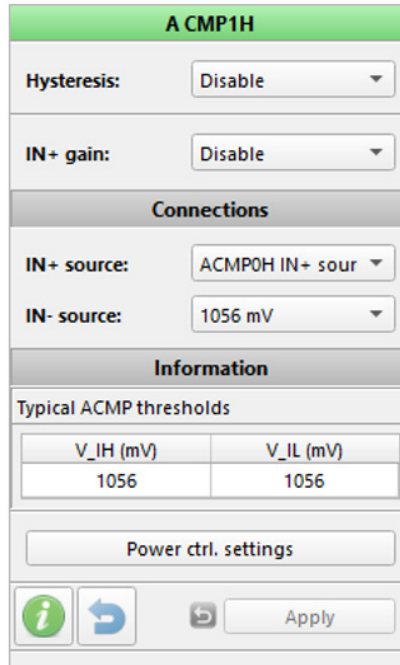 A CMP1H
Hysteresis: Disable
IN+ gain: Disable
Connections
IN+ source: ACMP0H IN+ sour
IN- source: 1056 mV
Information
Typical ACMP thresholds
V_IH (mV) V_IL (mV)
1056 1056
Power ctrl. settings
i
Apply